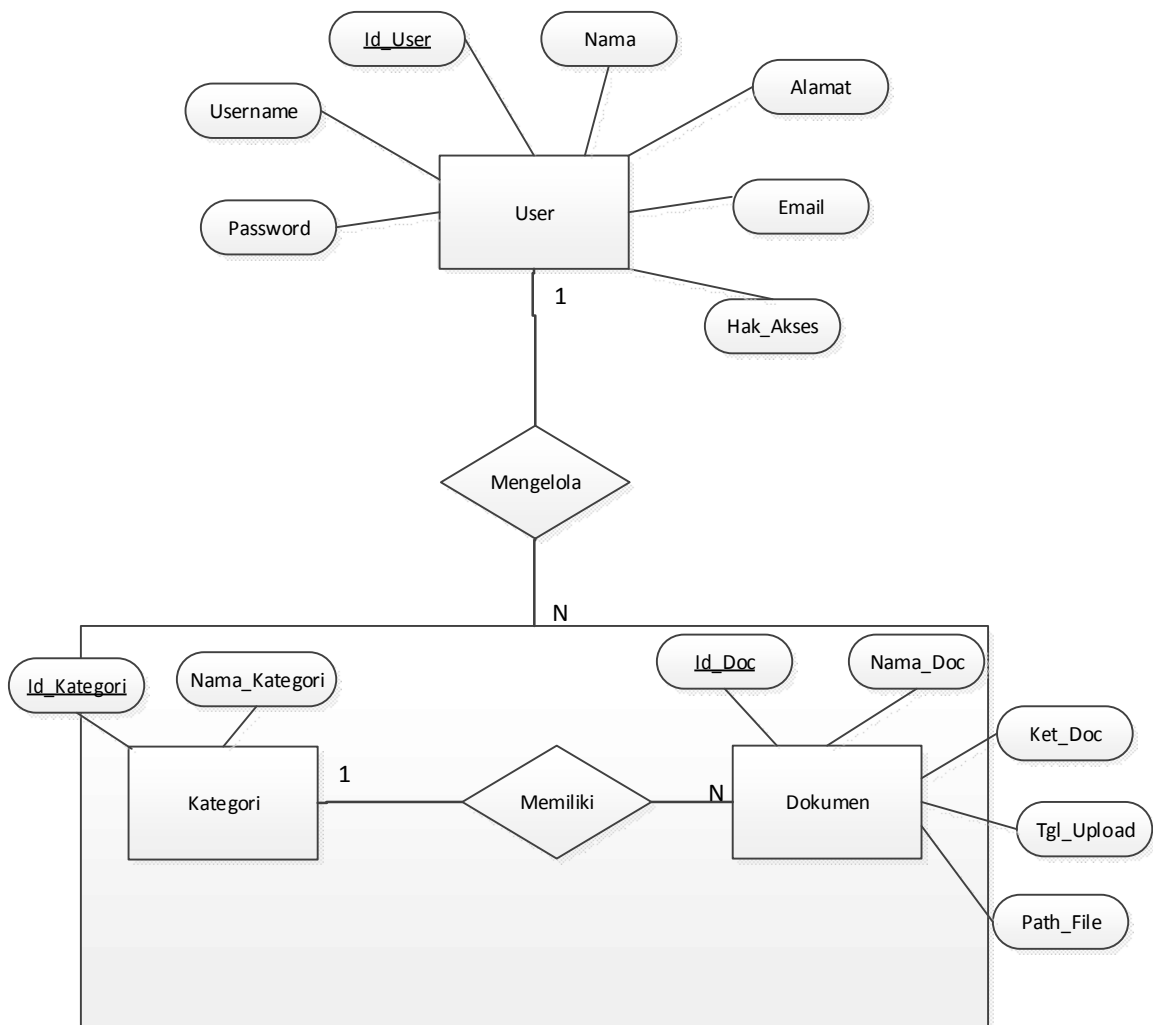 Id_User
Nama
Alamat
Username
Email
User
Password
1
Hak_Akses
Mengelola
N
Id_Kategori
Nama_Kategori
Id_Doc
Nama_Doc
Ket_Doc
1
N
Kategori
Memiliki
Dokumen
Tgl_Upload
Path_File